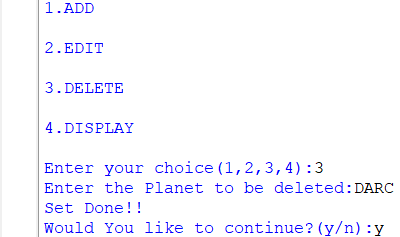 1.ADD
2.EDIT
3.DELETE
4.DISPLAY
Enter your choice(1,2,3,4):3
Enter the Planet to be deleted:DARC
Set Done!!
Would You like to continue?(y/n):y